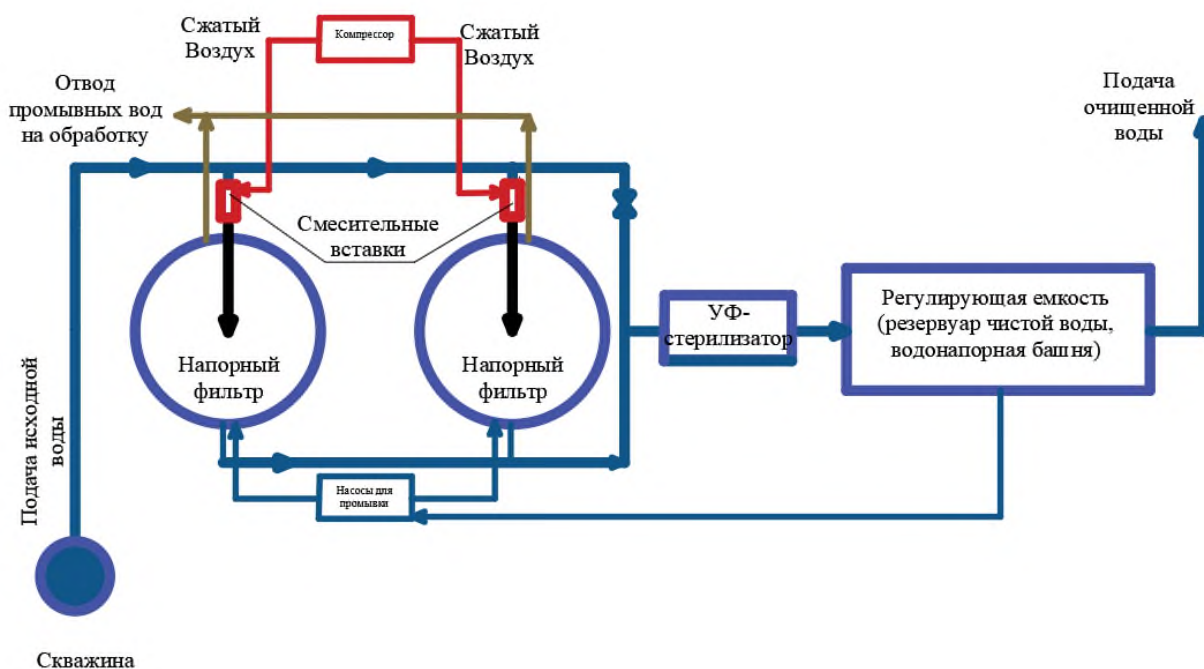 Сжатый
Воздух
Компрессор
Сжатый
Воздух
Отвод
промывных вод
на обработку
Подача
очищенной
воды
Смесительные
вставки
Напорный
фильтр
Напорный
фильтр
УФ-
стерилизатор
Регулирующая емкость
(резервуар чистой воды,
водонапорная башня)
Подача исходной
воды
Насосы для
промывки
Скважина